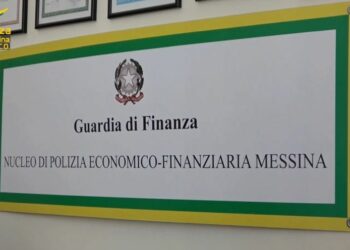 Guardia di Finanza
NUCLEO DI POLIZIA ECONOMICO-FINANZIARIA MESSINA